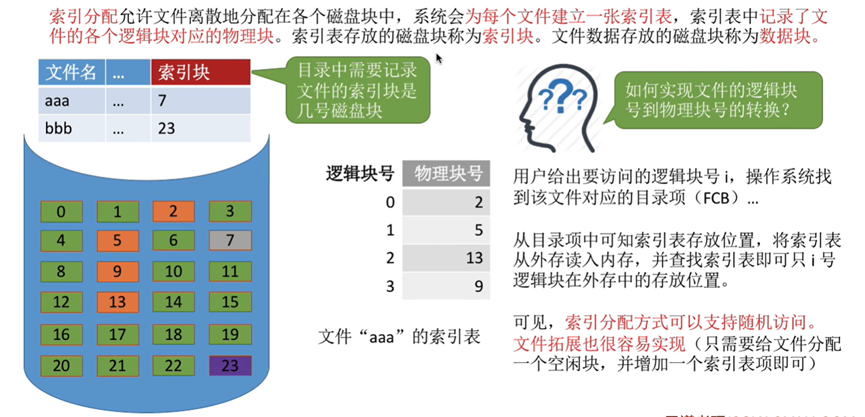 索引分配允许文件离散地分配在各个磁盘块中，系统会为每个文件建立一张索引表，索引表中记录了文
件的各个逻辑块对应的物理块。索引表存放的磁盘块称为索引块。文件数据存放的磁盘块称为数据块。
文件名 … 索引块
aaa … 7
bbb … 23
目录中需要记录
文件的索引块是
几号磁盘块
???
如何实现文件的逻辑块
号到物理块号的转换？
0 1 2 3
4 5 6 7
8 9 10 11
12 13 14 15
16 17 18 19
20 21 22 23
逻辑块号 物理块号
0 2
1 5
2 13
3 9
文件“aaa”的索引表
用户给出要访问的逻辑块号 i，操作系统找
到该文件对应的目录项（FCB）…
从目录项中可知索引表存放位置，将索引表
从外存读入内存，并查找索引表即可只 i 号
逻辑块在外存中的存放位置。
可见，索引分配方式可以支持随机访问。
文件拓展也很容易实现（只需要给文件分配
一个空闲块，并增加一个索引表项即可）